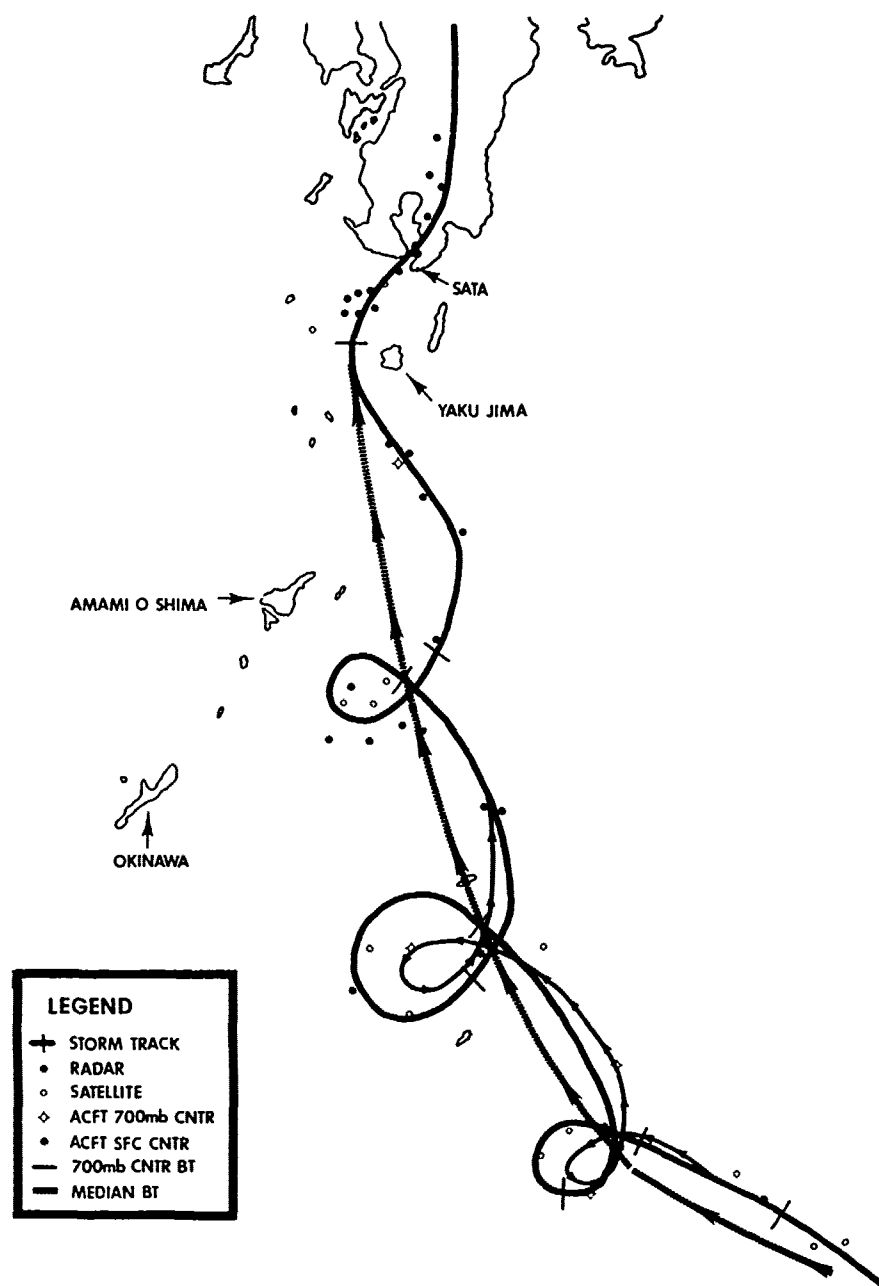 SATA
YAKU JIMA
AMAMI O SHIMA
OKINAWA
LEGEND
STORM TRACK
RADAR
SATELLITE
ACFT 700mb CNTR
ACFT SFC CNTR
700mb CNTR BT
MEDIAN BT